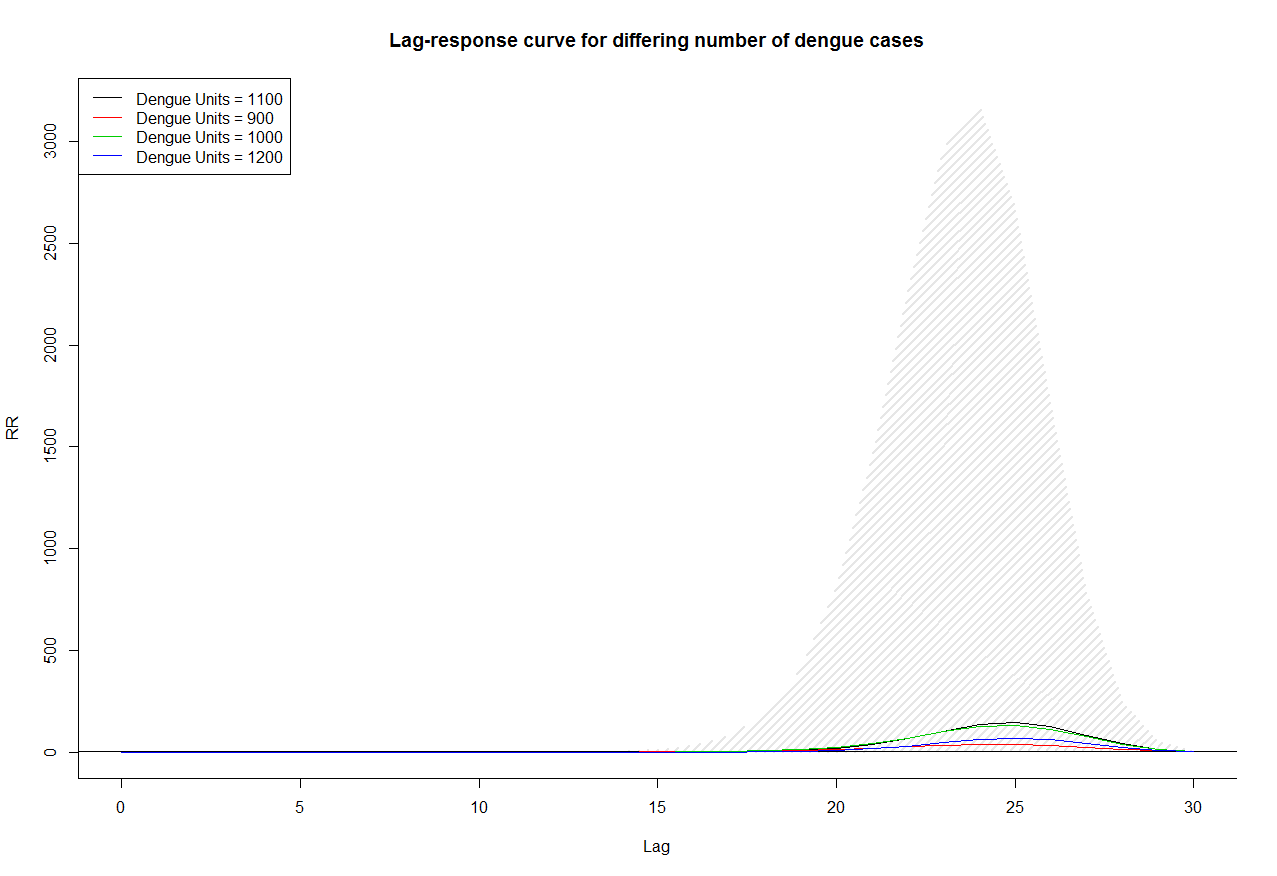 Lag-response curve for differing number of dengue cases
Dengue Units = 1100
Dengue Units = 900
Dengue Units = 1000
Dengue Units = 1200
3000
2500
2000
1500
1000
500
0
RR
0 5 10 15 20 25 30
Lag